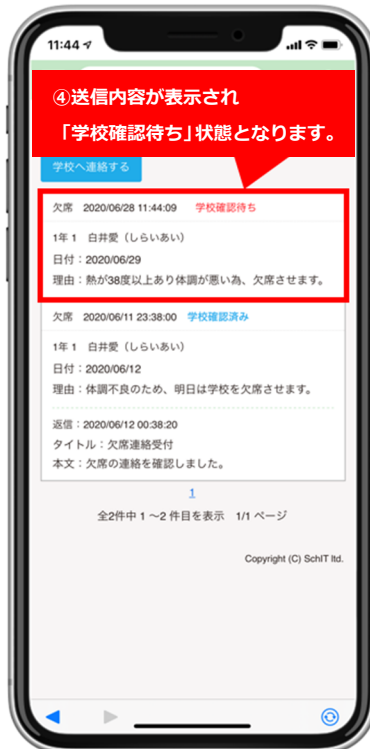 11:44
④送信内容が表示され
「学校確認待ち」状態となります。
学校へ連絡する
欠席 2020/06/28 11:44:09 学校確認待ち
1年 1 白井愛（しらいあい）
日付：2020/06/29
理由：熱が38度以上あり体調が悪い為、欠席させます。
欠席 2020/06/11 23:38:00 学校確認済み
1年 1 白井愛（しらいあい）
日付：2020/06/12
理由：体調不良のため、明日は学校を欠席させます。
返信：2020/06/12 00:38:20
タイトル：欠席連絡受付
本文：欠席の連絡を確認しました。
1
全2件中 1 〜2 件目を表示 1/1 ページ
Copyright (C) SchIT ltd.